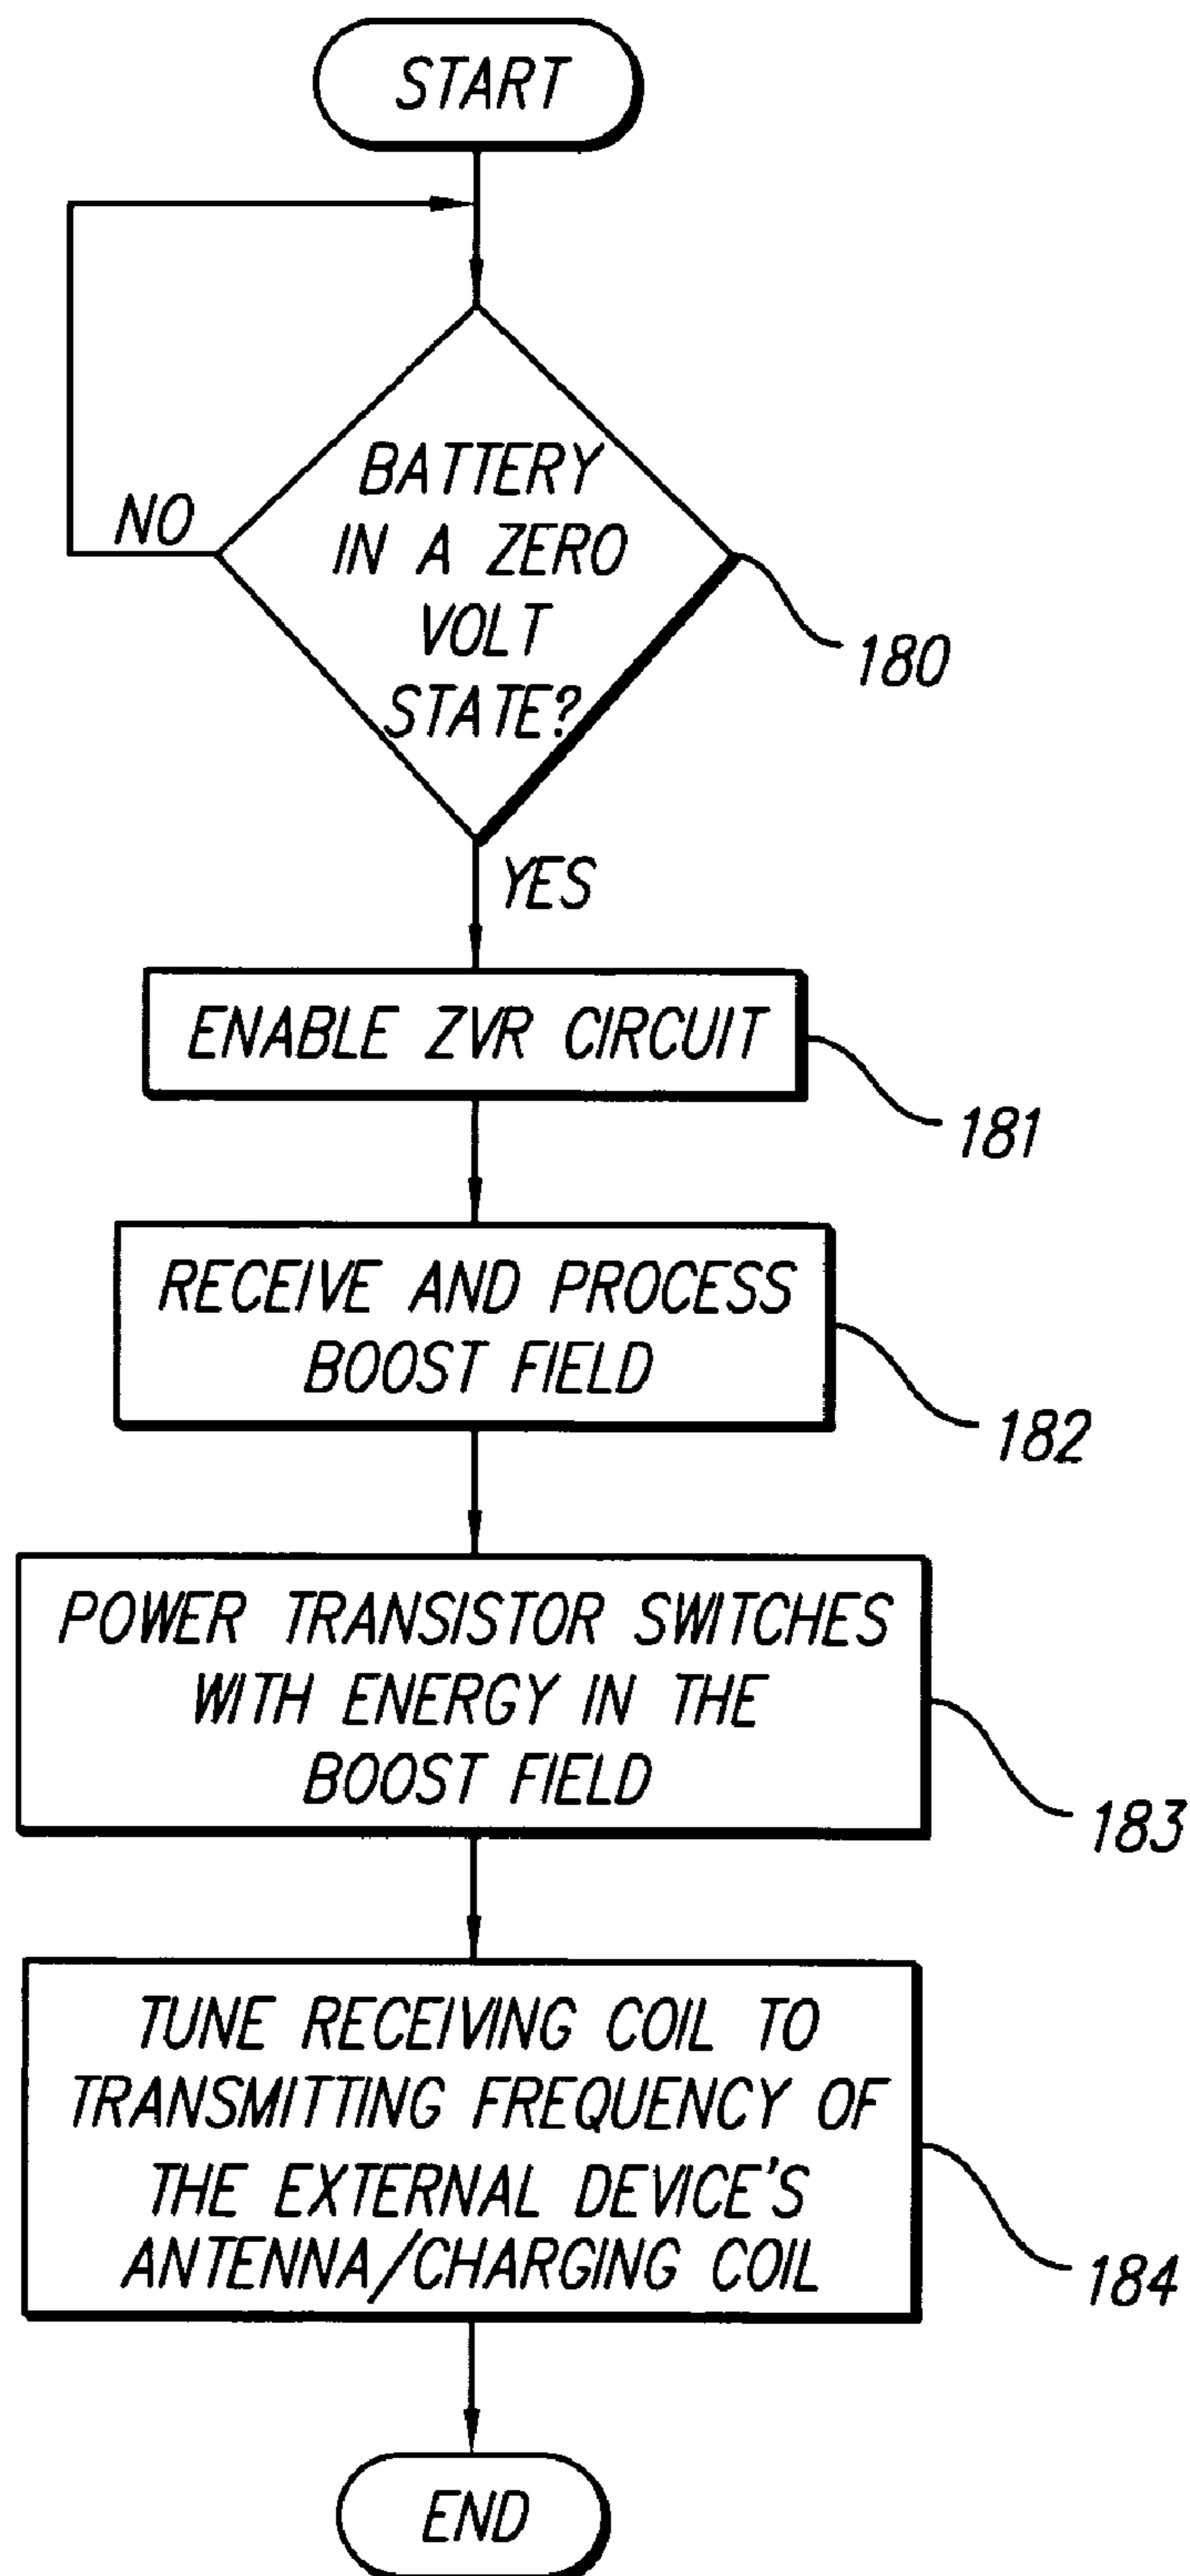 START
BATTERY
IN A ZERO
VOLT
STATE?
NO
180
YES
ENABLE ZVR CIRCUIT
181
RECEIVE AND PROCESS
BOOST FIELD
182
POWER TRANSISTOR SWITCHES
WITH ENERGY IN THE
BOOST FIELD
183
TUNE RECEIVING COIL TO
TRANSMITTING FREQUENCY OF
THE EXTERNAL DEVICE'S
ANTENNA/CHARGING COIL
184
END